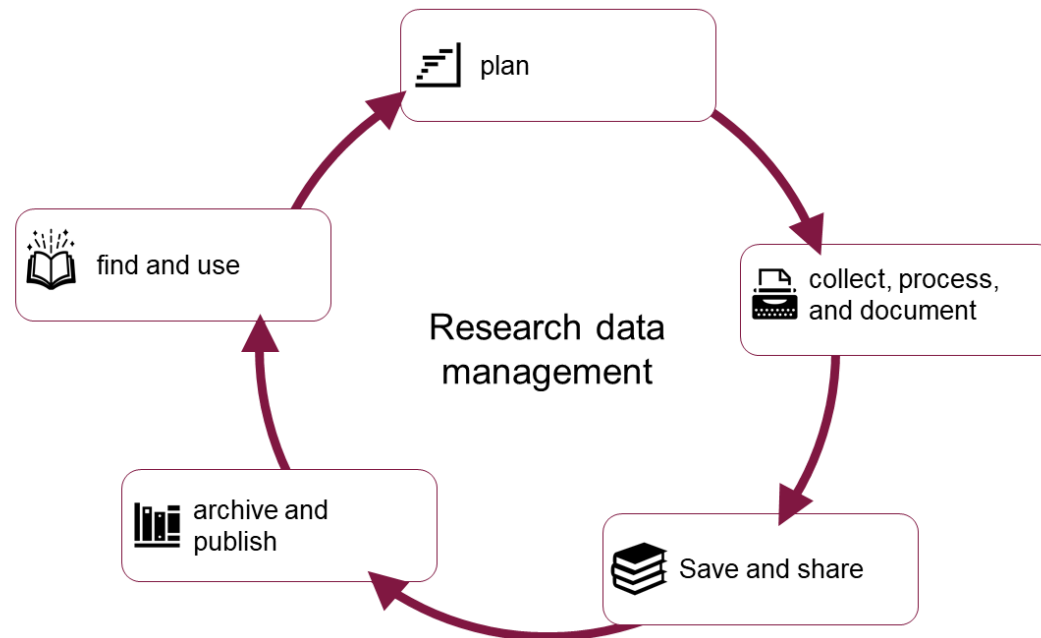 plan
collect, process,
and document
Save and share
archive and
publish
find and use
Research data
management